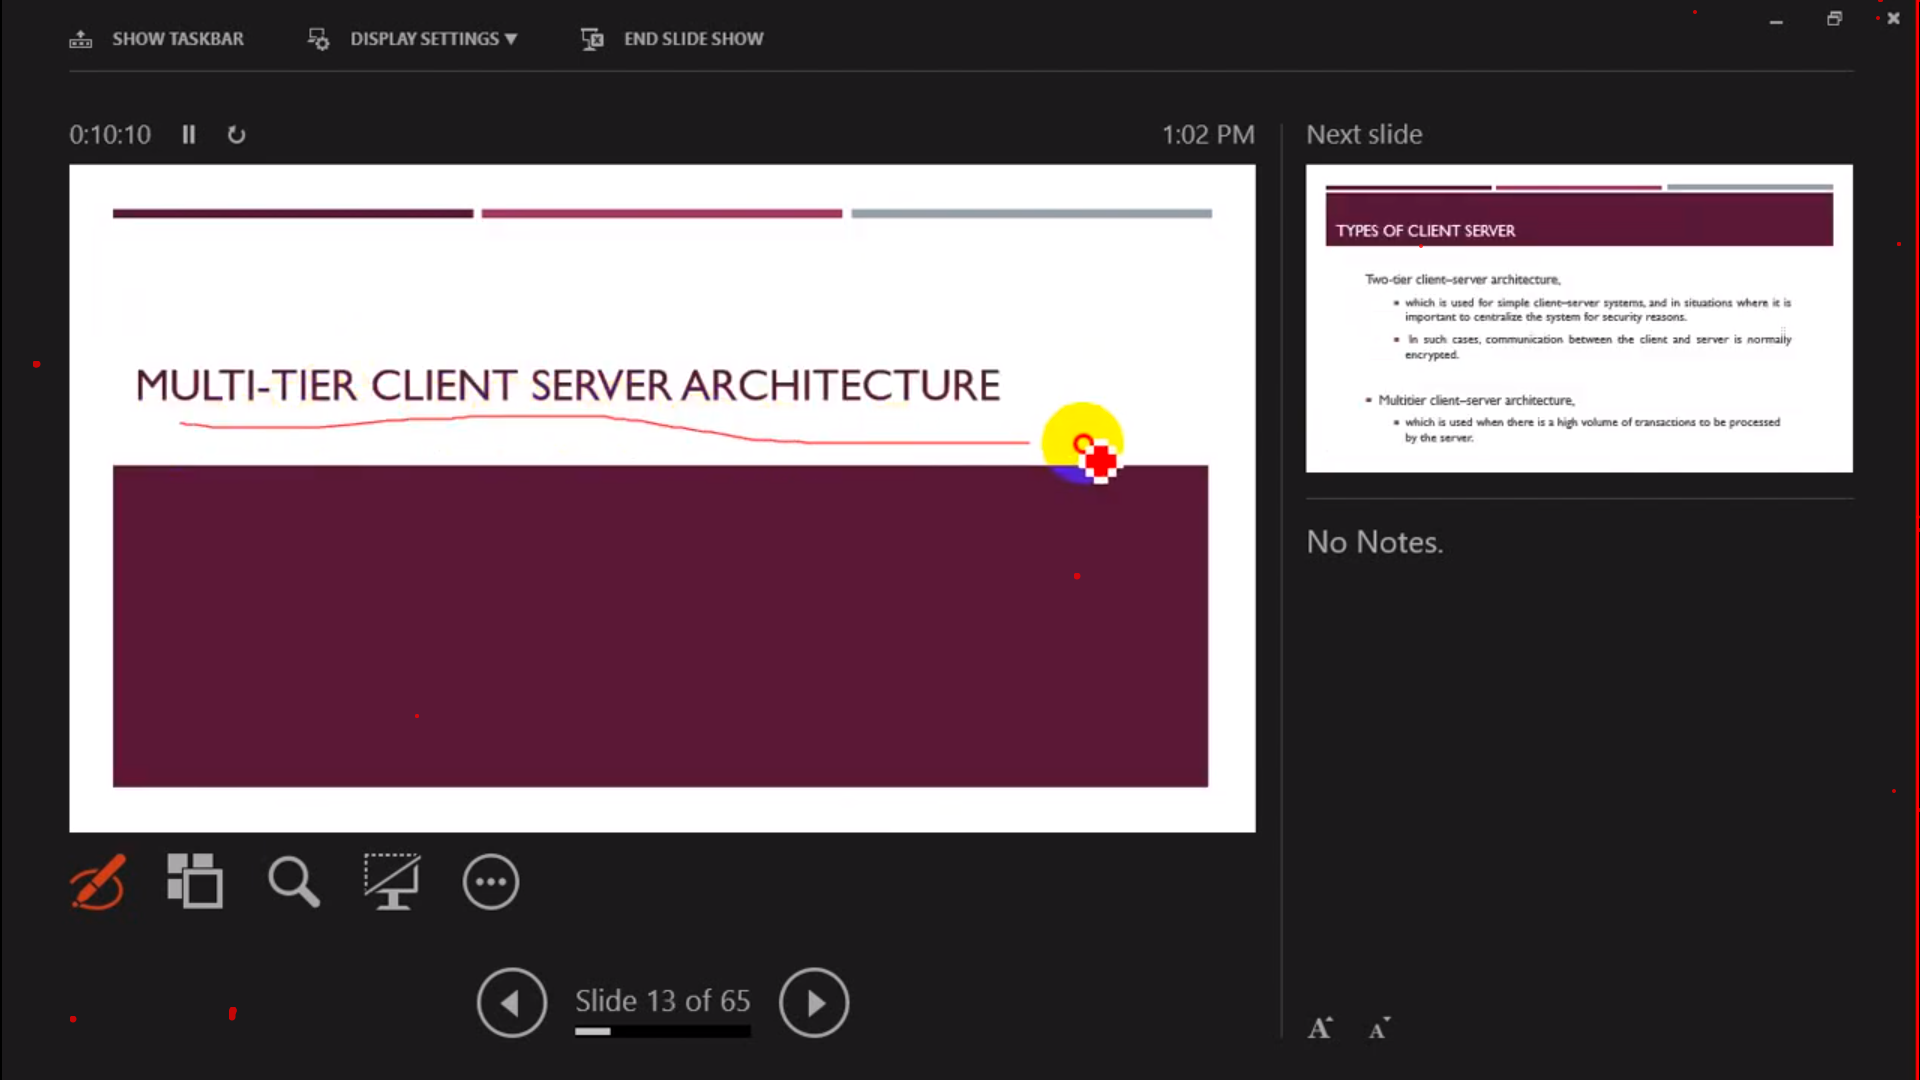 SHOW TASKBAR
DISPLAY SETTINGS ▼
END SLIDE SHOW
0:10:10
1:02 PM
MULTI-TIER CLIENT SERVER ARCHITECTURE
Slide 13 of 65
Next slide
TYPES OF CLIENT SERVER
Two-tier client–server architecture,
▪ which is used for simple client–server systems, and in situations where it is
important to centralize the system for security reasons.
▪ In such cases, communication between the client and server is normally
encrypted.
▪ Multitier client–server architecture,
▪ which is used when there is a high volume of transactions to be processed
by the server.
No Notes.
A A